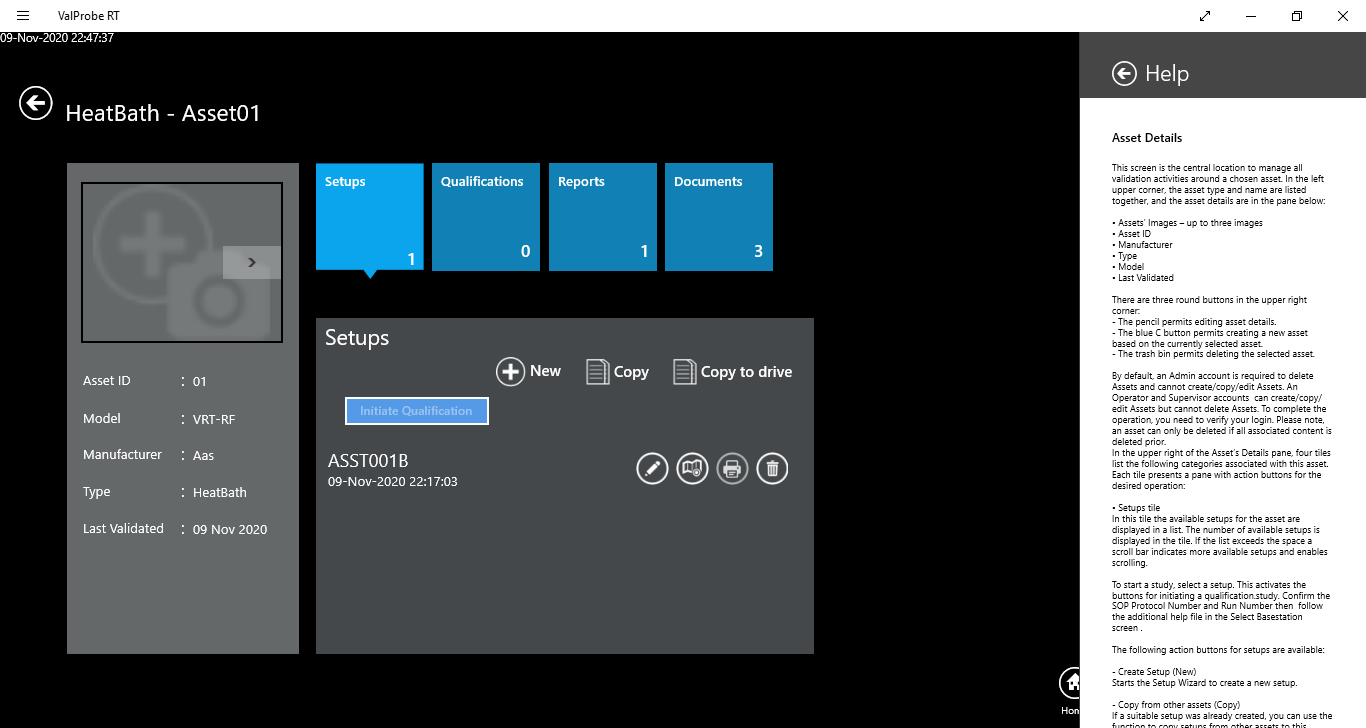 ValProbe RT
09-Nov-2020 22:47:37
HeatBath - Asset01
Asset ID : 01
Model : VRT-RF
Manufacturer : Aas
Type : HeatBath
Last Validated : 09 Nov 2020
Setups
1
Qualifications
0
Reports
1
Documents
3
Setups
New
Copy
Copy to drive
Initiate Qualification
ASST001B
09-Nov-2020 22:17:03
Hom
Help
Asset Details
This screen is the central location to manage all
validation activities around a chosen asset. In the left
upper corner, the asset type and name are listed
together, and the asset details are in the pane below:
• Assets' Images – up to three images
• Asset ID
• Manufacturer
• Type
• Model
• Last Validated
There are three round buttons in the upper right
corner:
- The pencil permits editing asset details.
- The blue C button permits creating a new asset
based on the currently selected asset.
- The trash bin permits deleting the selected asset.
By default, an Admin account is required to delete
Assets and cannot create/copy/edit Assets. An
Operator and Supervisor accounts  can create/copy/
edit Assets but cannot delete Assets. To complete the
operation, you need to verify your login. Please note,
an asset can only be deleted if all associated content is
deleted prior.
In the upper right of the Asset's Details pane, four tiles
list the following categories associated with this asset.
Each tile presents a pane with action buttons for the
desired operation:
• Setups tile
In this tile the available setups for the asset are
displayed in a list. The number of available setups is
displayed in the tile. If the list exceeds the space a
scroll bar indicates more available setups and enables
scrolling.
To start a study, select a setup. This activates the
buttons for initiating a qualification.study. Confirm the
SOP Protocol Number and Run Number then  follow
the additional help file in the Select Basestation
screen .
The following action buttons for setups are available:
- Create Setup (New)
Starts the Setup Wizard to create a new setup.
- Copy from other assets (Copy)
If a suitable setup was already created, you can use the
function to copy setups from other assets to this